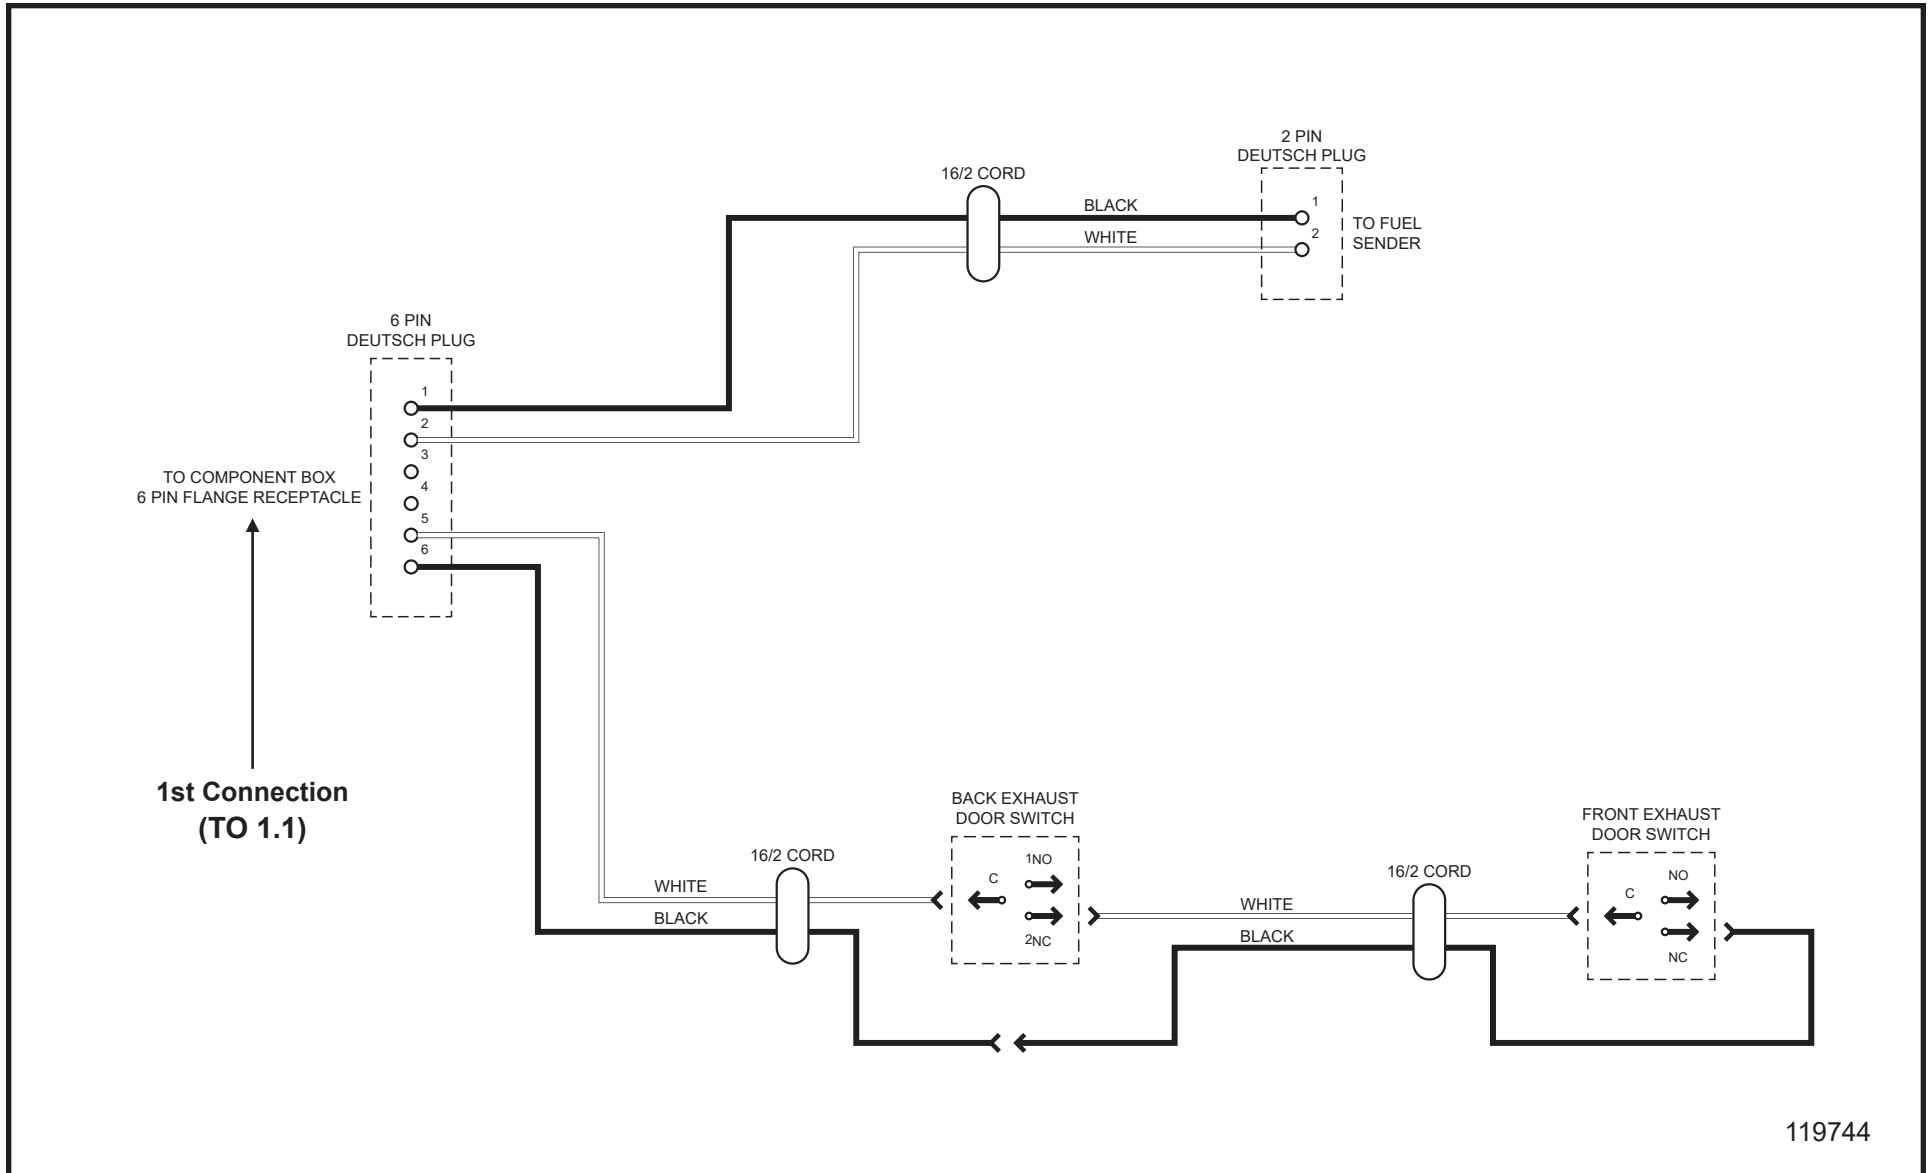 2 PIN
DEUTSCH PLUG
16/2 CORD
BLACK
WHITE
1
2
TO FUEL
SENDER
6 PIN
DEUTSCH PLUG
1
2
3
4
5
6
TO COMPONENT BOX
6 PIN FLANGE RECEPTACLE
1st Connection
(TO 1.1)
BACK EXHAUST
DOOR SWITCH
16/2 CORD
WHITE
BLACK
C
1NO
2NC
FRONT EXHAUST
DOOR SWITCH
16/2 CORD
WHITE
BLACK
C
NO
NC
119744